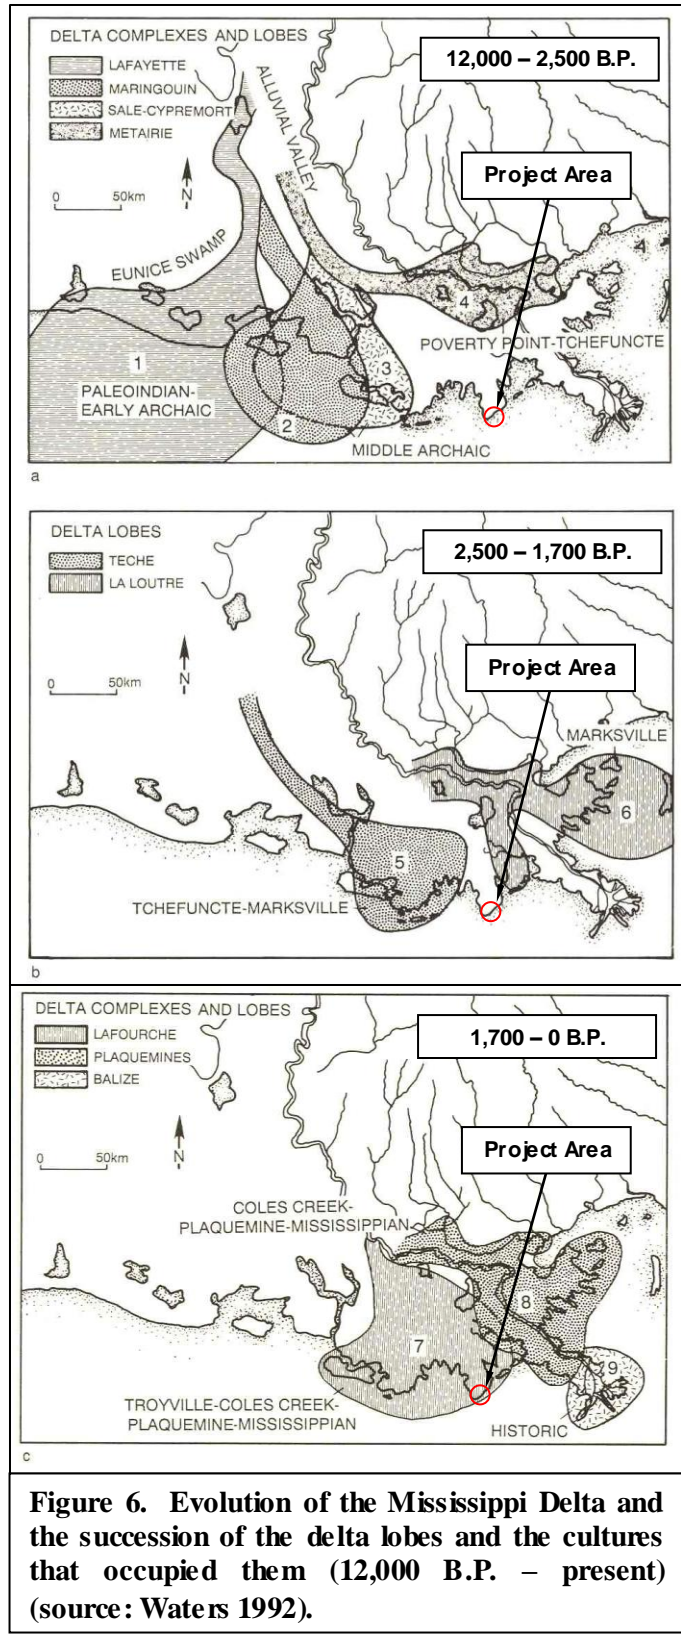 DELTA COMPLEXES AND LOBES
LAFAYETTE
MARINGOUIN
SALE-CYPREMORT
METAIRIE
12,000 – 2,500 B.P.
ALLUVIAL VALLEY
Project Area
0 50km
N
EUNICE SWAMP
4
POVERTY POINT-TCHEFUNCTE
1
PALEOINDIAN-
EARLY ARCHAIC
3
2
MIDDLE ARCHAIC
a
DELTA LOBES
TECHE
LA LOUTRE
2,500 – 1,700 B.P.
Project Area
0 50km
N
MARKSVILLE
6
5
TCHEFUNCTE-MARKSVILLE
b
DELTA COMPLEXES AND LOBES
LAFOURCHE
PLAQUEMINES
BALIZE
1,700 – 0 B.P.
Project Area
0 50km
N
COLES CREEK-
PLAQUEMINE-MISSISSIPPIAN
8
7
9
TROYVILLE-COLES CREEK-
PLAQUEMINE-MISSISSIPPIAN
HISTORIC
c
Figure 6. Evolution of the Mississippi Delta and
the succession of the delta lobes and the cultures
that occupied them (12,000 B.P. – present)
(source: Waters 1992).